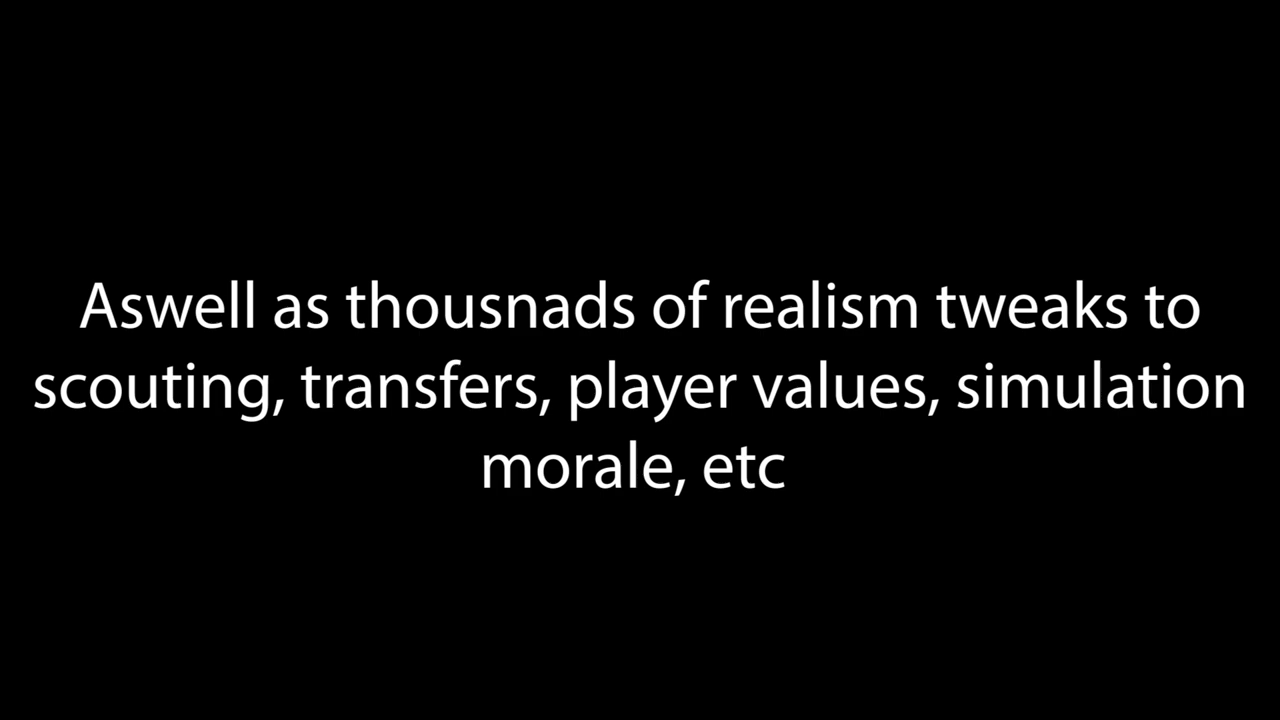 Aswell as thousnads of realism tweaks to
scouting, transfers, player values, simulation
morale, etc